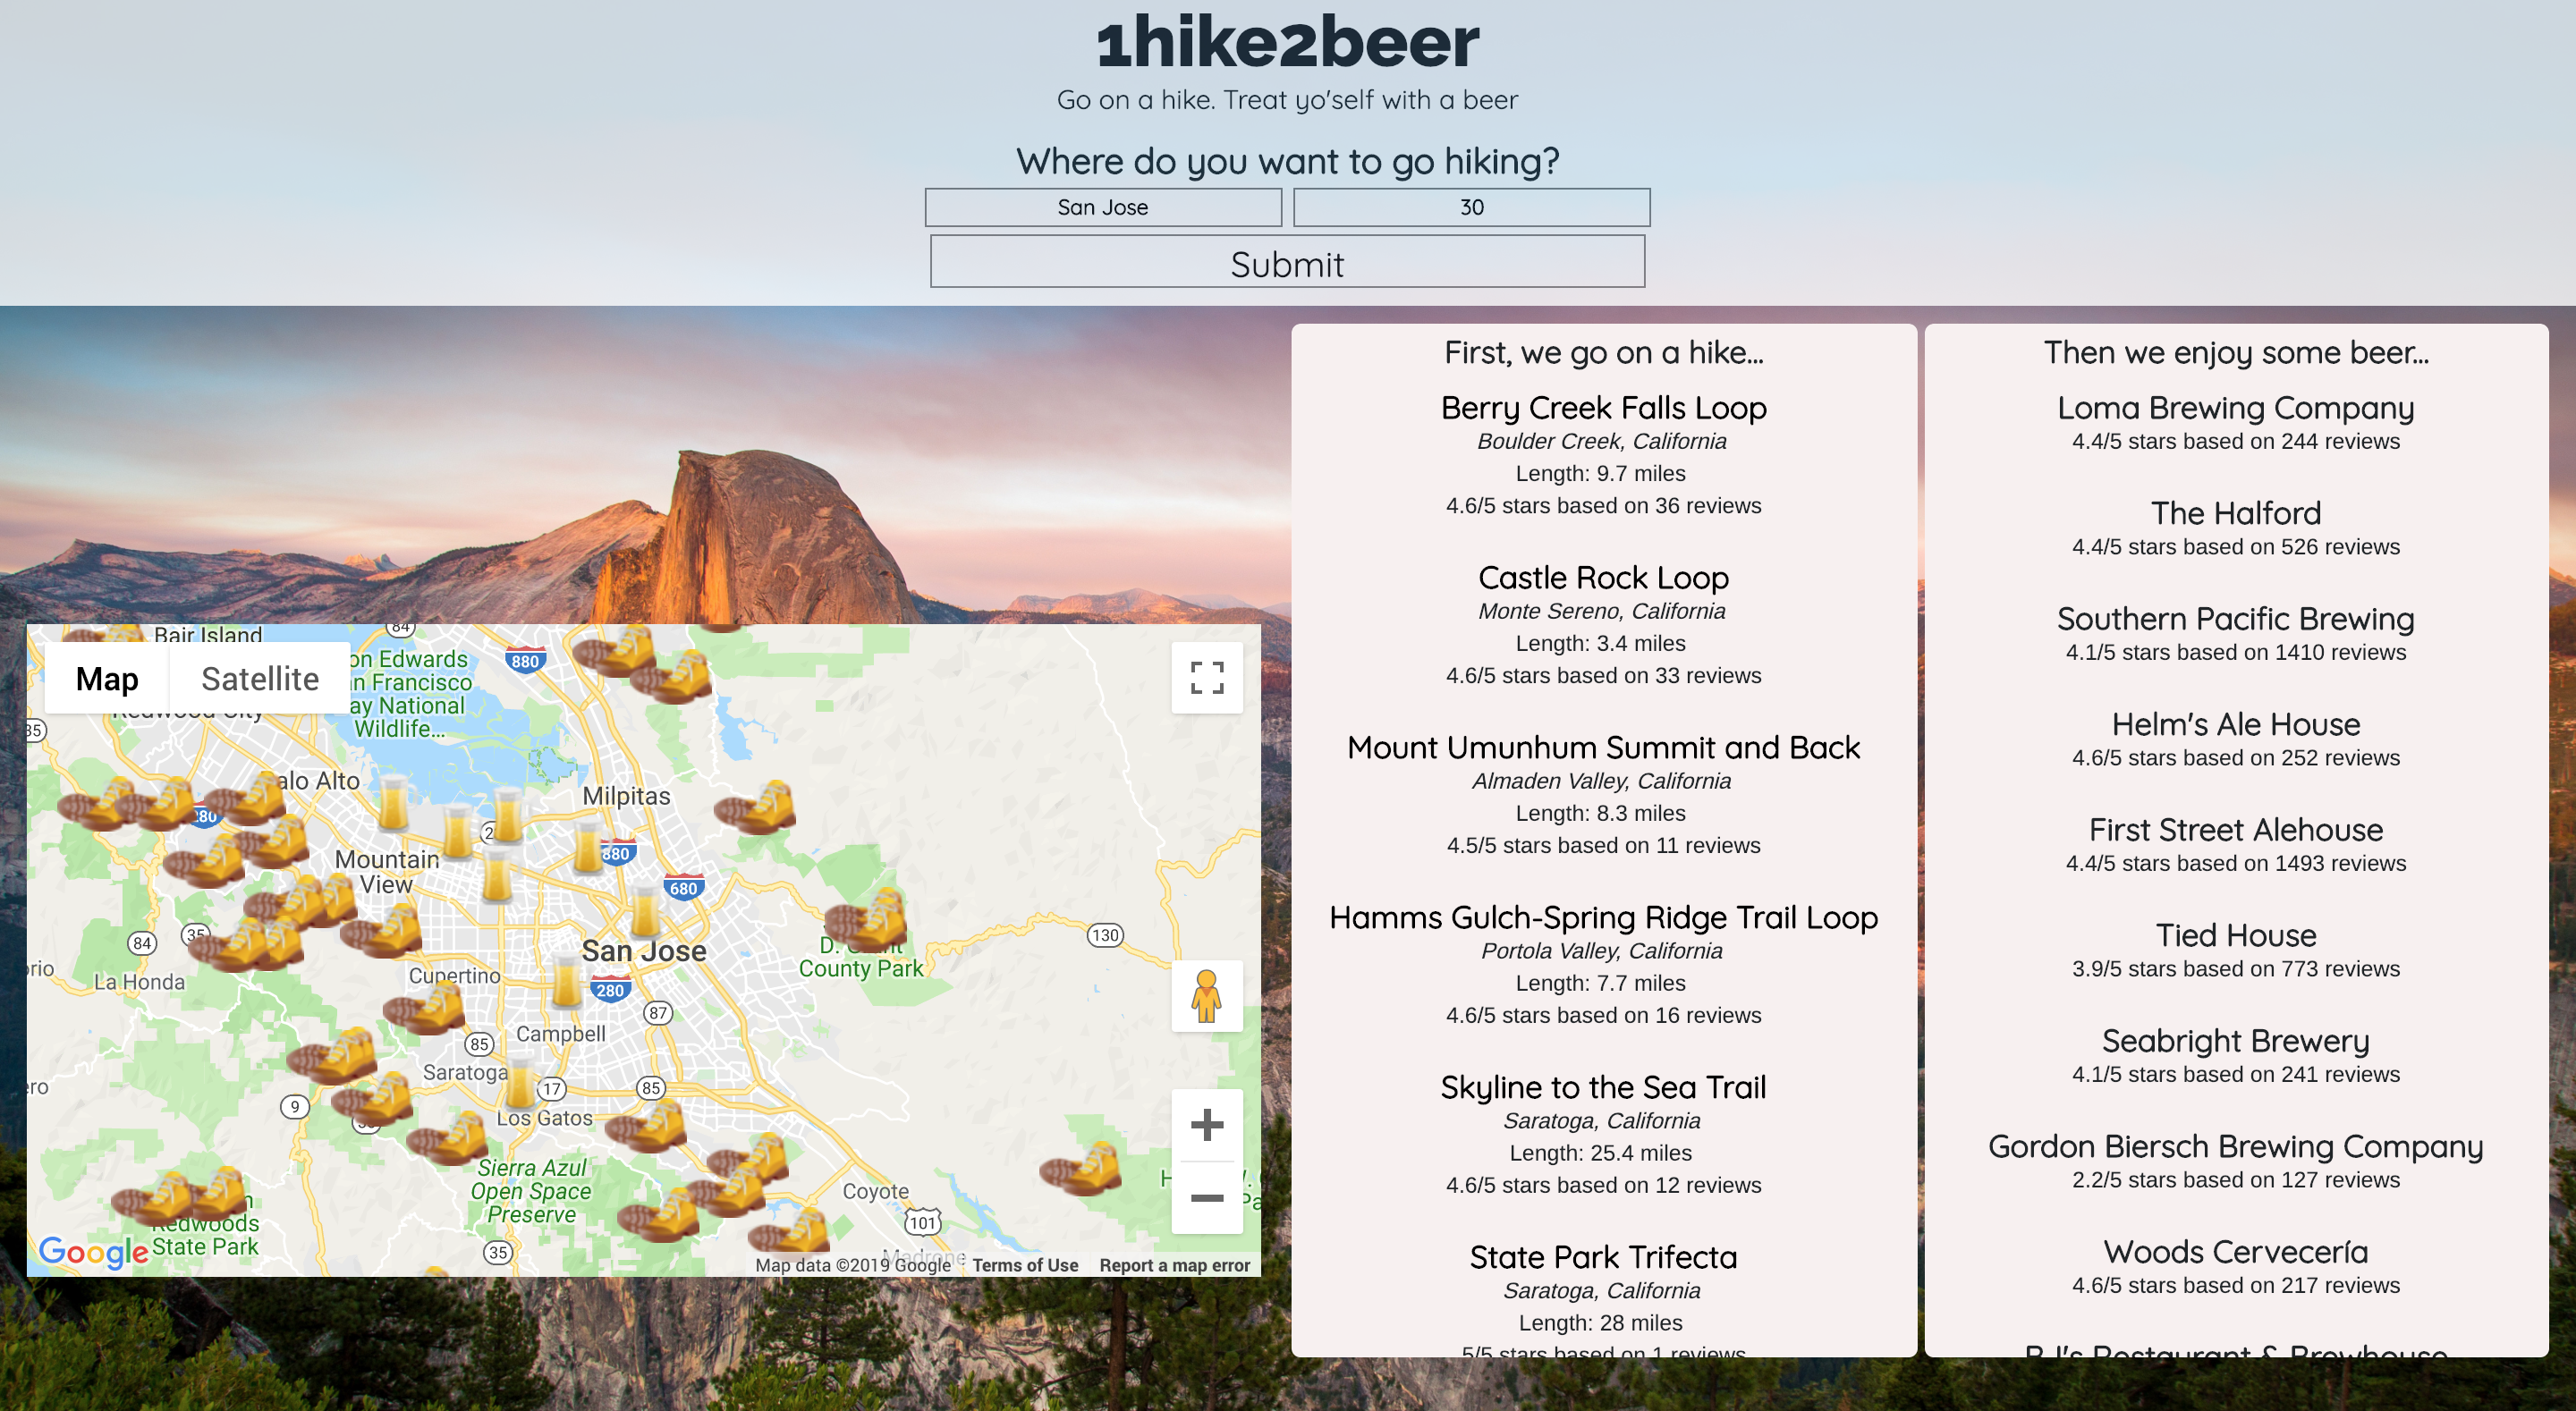 1hike2beer
Go on a hike. Treat yo'self with a beer
Where do you want to go hiking?
San Jose
30
Submit
First, we go on a hike...
Berry Creek Falls Loop
Boulder Creek, California
Length: 9.7 miles
4.6/5 stars based on 36 reviews
Castle Rock Loop
Monte Sereno, California
Length: 3.4 miles
4.6/5 stars based on 33 reviews
Mount Umunhum Summit and Back
Almaden Valley, California
Length: 8.3 miles
4.5/5 stars based on 11 reviews
Hamms Gulch-Spring Ridge Trail Loop
Portola Valley, California
Length: 7.7 miles
4.6/5 stars based on 16 reviews
Skyline to the Sea Trail
Saratoga, California
Length: 25.4 miles
4.6/5 stars based on 12 reviews
State Park Trifecta
Saratoga, California
Length: 28 miles
5/5 stars based on 1 reviews
Then we enjoy some beer...
Loma Brewing Company
4.4/5 stars based on 244 reviews
The Halford
4.4/5 stars based on 526 reviews
Southern Pacific Brewing
4.1/5 stars based on 1410 reviews
Helm's Ale House
4.6/5 stars based on 252 reviews
First Street Alehouse
4.4/5 stars based on 1493 reviews
Tied House
3.9/5 stars based on 773 reviews
Seabright Brewery
4.1/5 stars based on 241 reviews
Gordon Biersch Brewing Company
2.2/5 stars based on 127 reviews
Woods Cervecería
4.6/5 stars based on 217 reviews
BJ's Restaurant & Brewhouse
Bair Island
84
Map
Satellite
on Edwards
n Francisco
ay National
Wildlife...
880
Redwood City
35
alo Alto
Milpitas
280
880
Mountain
View
680
84
35
San Jose
130
County Park
rio
La Honda
Cupertino
280
87
Campbell
85
Saratoga
ero
17
85
9
Los Gatos
Sierra Azul
Open Space
Preserve
Coyote
101
Redwoods
State Park
35
Madrone
Google
Map data ©2019 Google
Terms of Use
Report a map error